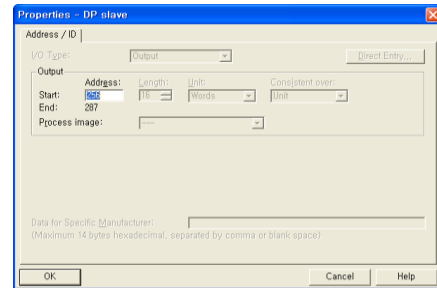 Properties - DP slave
Address / ID
I/O Type: Output Direct Entry...
Output
Address: Length: Unit: Consistent over:
Start: 256 16 Words Unit
End: 287
Process image: ----
Data for Specific Manufacturer:
(Maximum 14 bytes hexadecimal, separated by comma or blank space)
OK Cancel Help